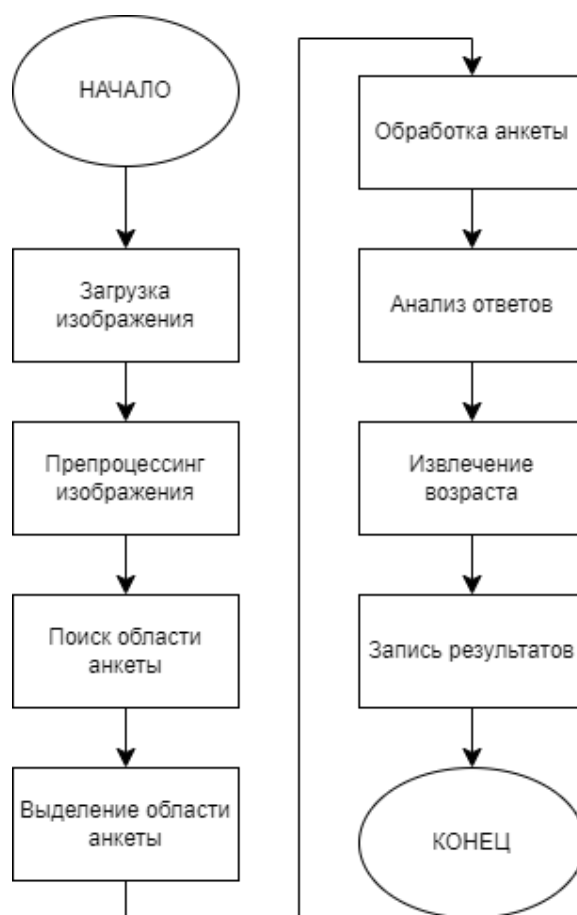 НАЧАЛО
Загрузка
изображения
Препроцессинг
изображения
Поиск области
анкеты
Выделение области
анкеты
Обработка анкеты
Анализ ответов
Извлечение
возраста
Запись результатов
КОНЕЦ